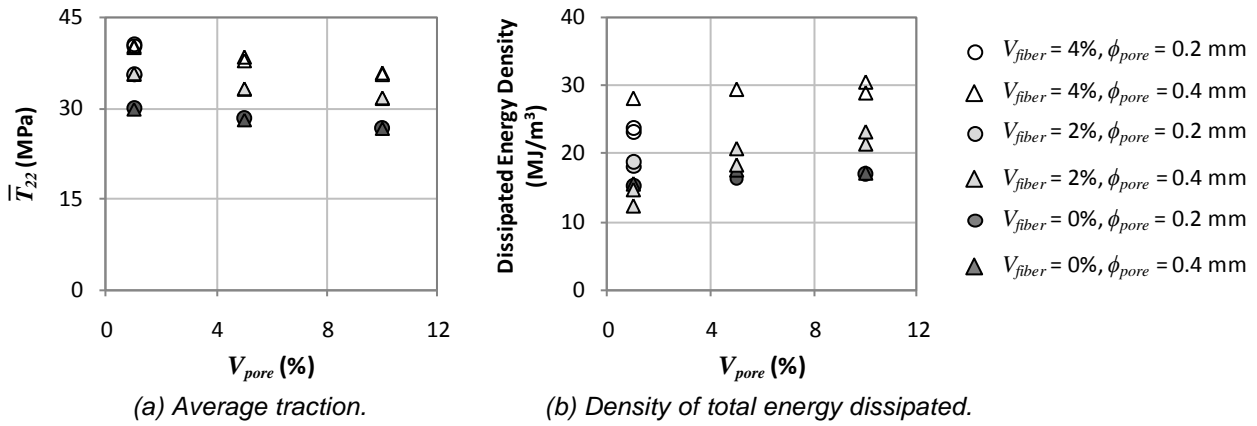 45
30
15
0
T̅22 (MPa)
0 4 8 12
Vpore (%)
(a) Average traction.
40
30
20
10
0
Dissipated Energy Density
(MJ/m³)
0 4 8 12
Vpore (%)
(b) Density of total energy dissipated.
Vfiber = 4%, ϕpore = 0.2 mm
Vfiber = 4%, ϕpore = 0.4 mm
Vfiber = 2%, ϕpore = 0.2 mm
Vfiber = 2%, ϕpore = 0.4 mm
Vfiber = 0%, ϕpore = 0.2 mm
Vfiber = 0%, ϕpore = 0.4 mm